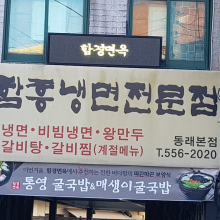 함경면옥
함흥냉면전문점
냉면·비빔냉면·왕만두
갈비탕·갈비찜(계절메뉴)
동래본점
T.556-2020
통영 굴국밥&매생이굴국밥